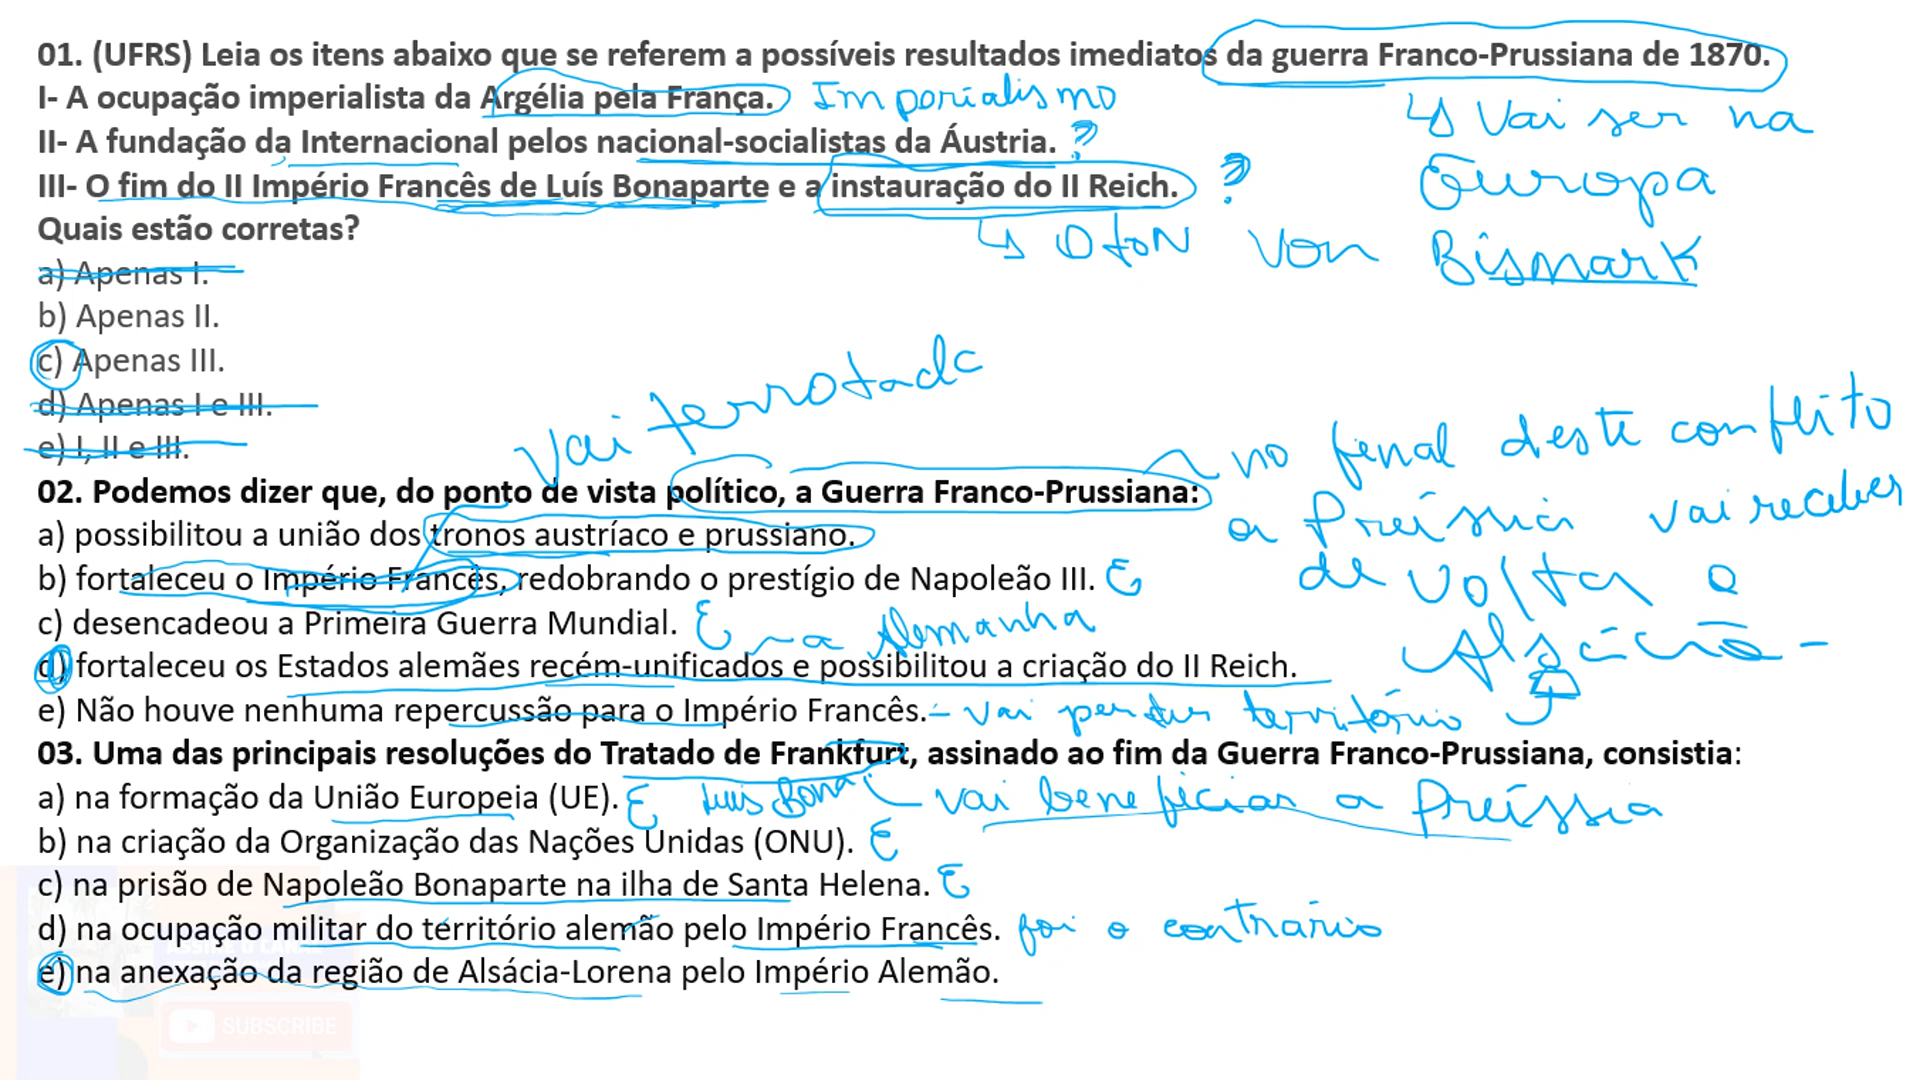 01. (UFRS) Leia os itens abaixo que se referem a possíveis resultados imediatos da guerra Franco-Prussiana de 1870.
I- A ocupação imperialista da Argélia pela França. Imperialismo
↳ Vai ser na
II- A fundação da Internacional pelos nacional-socialistas da Áustria. ?
III- O fim do II Império Francês de Luís Bonaparte e a instauração do II Reich. ?
Europa
Quais estão corretas?
↳ Oton Von Bismark
a) Apenas I.
b) Apenas II.
c) Apenas III.
d) Apenas I e III.
e) I, II e III.
Vai
no final deste conflito
02. Podemos dizer que, do ponto de vista político, a Guerra Franco-Prussiana:
a Prússia vai receber
a) possibilitou a união dos tronos austríaco e prussiano.
b) fortaleceu o Império Francês, redobrando o prestígio de Napoleão III. E
de volta a
c) desencadeou a Primeira Guerra Mundial. E
~ a Alemanha
Alsácia -
d) fortaleceu os Estados alemães recém-unificados e possibilitou a criação do II Reich.
e) Não houve nenhuma repercussão para o Império Francês. - vai perder território
03. Uma das principais resoluções do Tratado de Frankfurt, assinado ao fim da Guerra Franco-Prussiana, consistia:
a) na formação da União Europeia (UE). E Luis Bona
vai beneficiar a Prússia
b) na criação da Organização das Nações Unidas (ONU). E
c) na prisão de Napoleão Bonaparte na ilha de Santa Helena. E
d) na ocupação militar do território alemão pelo Império Francês. foi o contrário
e) na anexação da região de Alsácia-Lorena pelo Império Alemão.
SUBSCRIBE